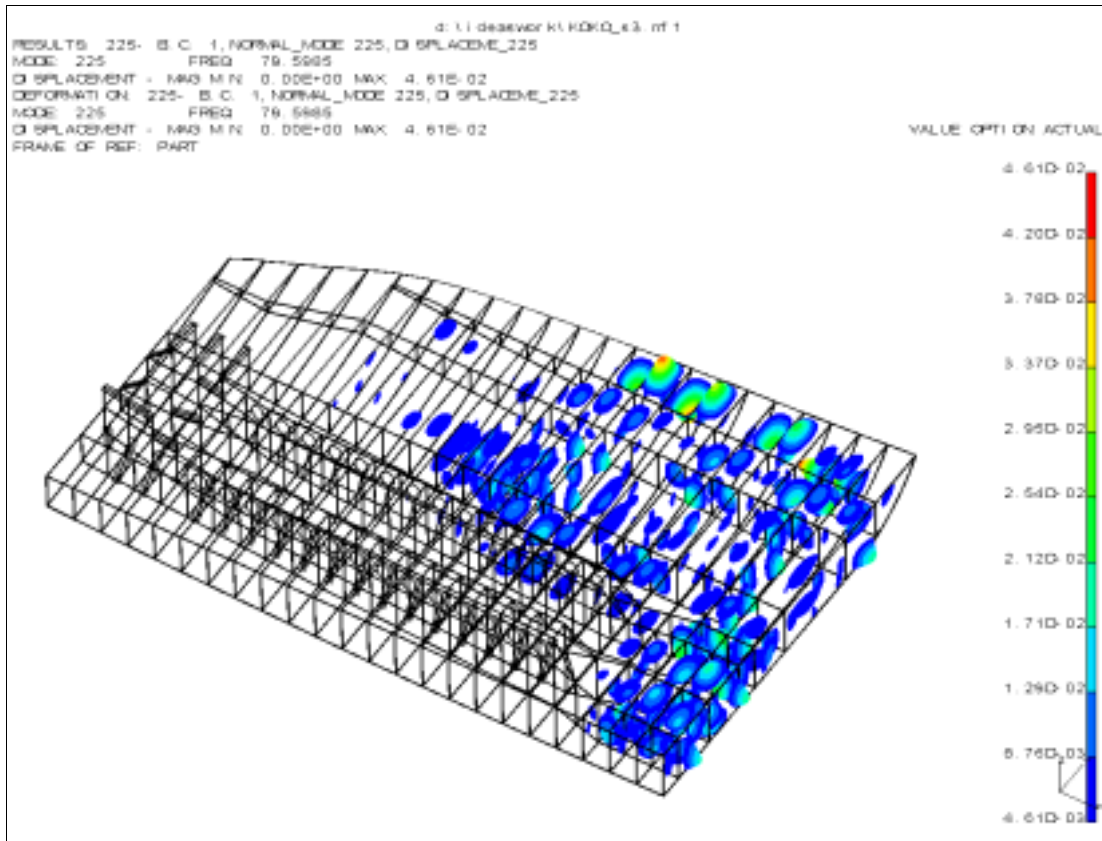 d:\ideaswork\KOKO_s3.mf1
RESULTS: 225- B.C. 1,NORMAL_MODE 225,DISPLACEME_225
MODE: 225 FREQ: 79.5985
DISPLACEMENT - MAG MIN: 0.00E+00 MAX: 4.61E-02
DEFORMATION: 225- B.C. 1,NORMAL_MODE 225,DISPLACEME_225
MODE: 225 FREQ: 79.5985
DISPLACEMENT - MAG MIN: 0.00E+00 MAX: 4.61E-02
FRAME OF REF: PART
VALUE OPTION:ACTUAL
4.61D-02
4.20D-02
3.78D-02
3.37D-02
2.95D-02
2.54D-02
2.12D-02
1.71D-02
1.29D-02
8.76D-03
4.61D-03